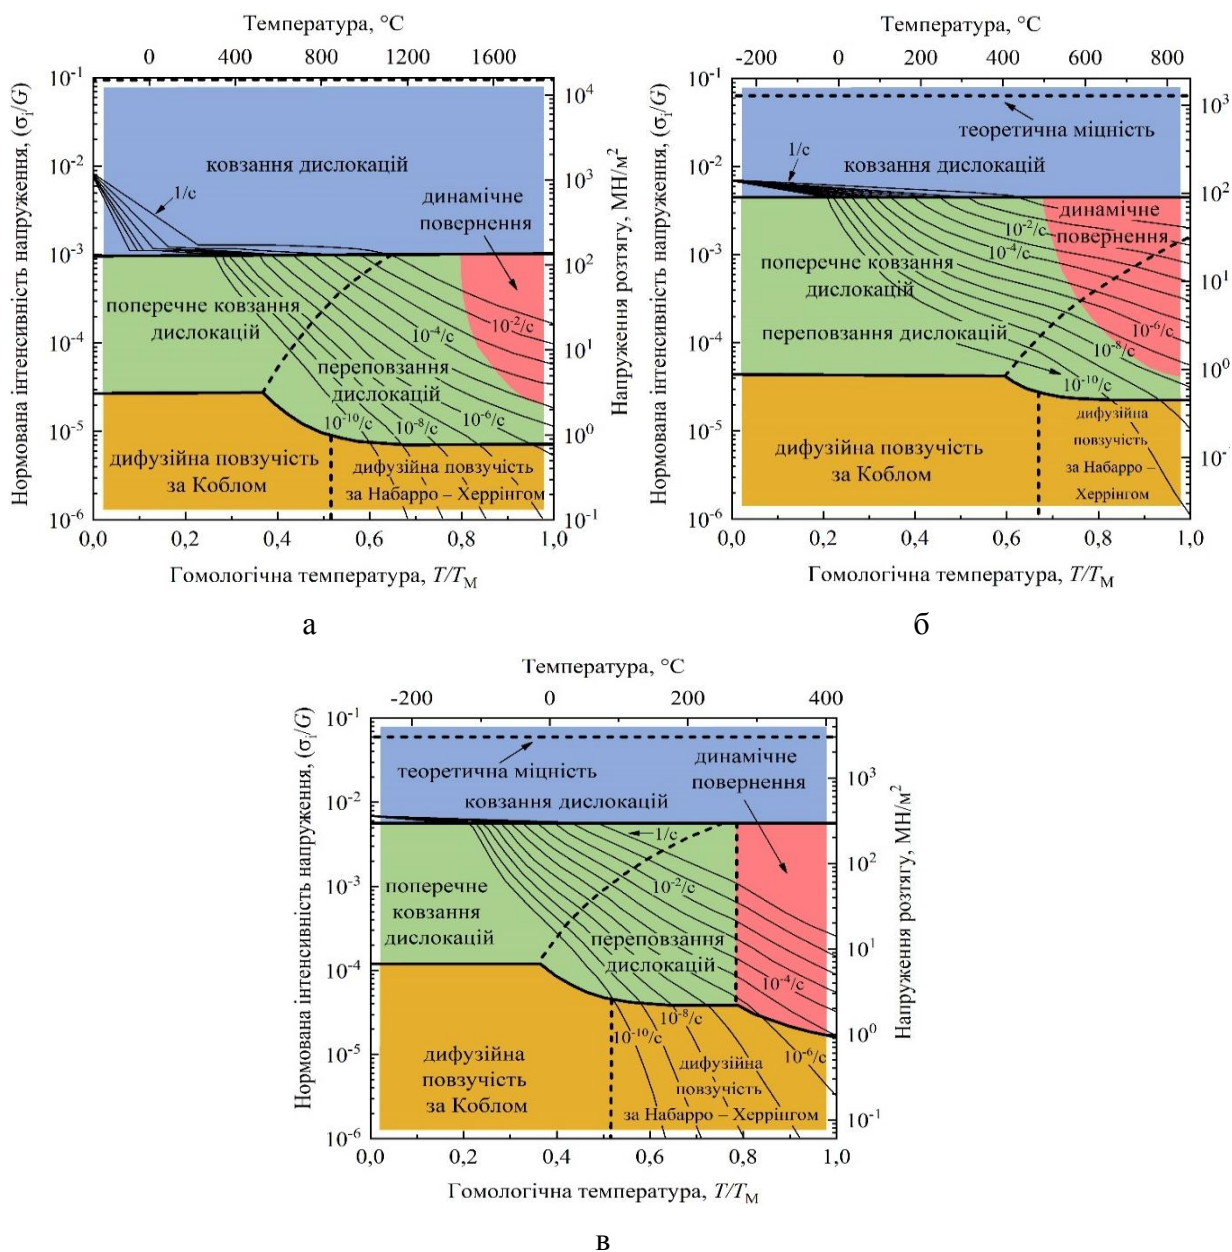 Температура, °C
0 400 800 1200 1600
Нормована інтенсивність напруження, (σᵢ/G)
10⁻¹
10⁻²
10⁻³
10⁻⁴
10⁻⁵
10⁻⁶
ковзання дислокацій
1/с
динамічне
повернення
поперечне ковзання
дислокацій
10⁻²/с
10⁻⁴/с
переповзання
дислокацій
10⁻¹⁰/с 10⁻⁸/с 10⁻⁶/с
дифузійна повзучість
за Коблом
дифузійна повзучість
за Набарро – Херрінгом
10⁴
10³
10²
10¹
10⁰
10⁻¹
Напруження розтягу, МН/м²
0,0 0,2 0,4 0,6 0,8 1,0
Гомологічна температура, T/Tм
а
Температура, °C
-200 0 200 400 600 800
Нормована інтенсивність напруження, (σᵢ/G)
10⁻¹
10⁻²
10⁻³
10⁻⁴
10⁻⁵
10⁻⁶
теоретична міцність
1/с
ковзання дислокацій
динамічне
10⁻²/с
повернення
10⁻⁴/с
поперечне ковзання
дислокацій
10⁻⁶/с
переповзання дислокацій
10⁻⁸/с
10⁻¹⁰/с
дифузійна повзучість
за Коблом
дифузійна
повзучість
за Набарро –
Херрінгом
10³
10²
10¹
10⁰
10⁻¹
Напруження розтягу, МН/м²
0,0 0,2 0,4 0,6 0,8 1,0
Гомологічна температура, T/Tм
б
Температура, °C
-200 0 200 400
Нормована інтенсивність напруження, (σᵢ/G)
10⁻¹
10⁻²
10⁻³
10⁻⁴
10⁻⁵
10⁻⁶
теоретична міцність
динамічне
повернення
ковзання дислокацій
1/с
поперечне
ковзання
дислокацій
10⁻²/с
переповзання
дислокацій
10⁻⁴/с
10⁻⁸/с
10⁻¹⁰/с
10⁻⁶/с
дифузійна
повзучість
за Коблом
дифузійна
повзучість
за Набарро – Херрінгом
10³
10²
10¹
10⁰
10⁻¹
Напруження розтягу, МН/м²
0,0 0,2 0,4 0,6 0,8 1,0
Гомологічна температура, T/Tм
в